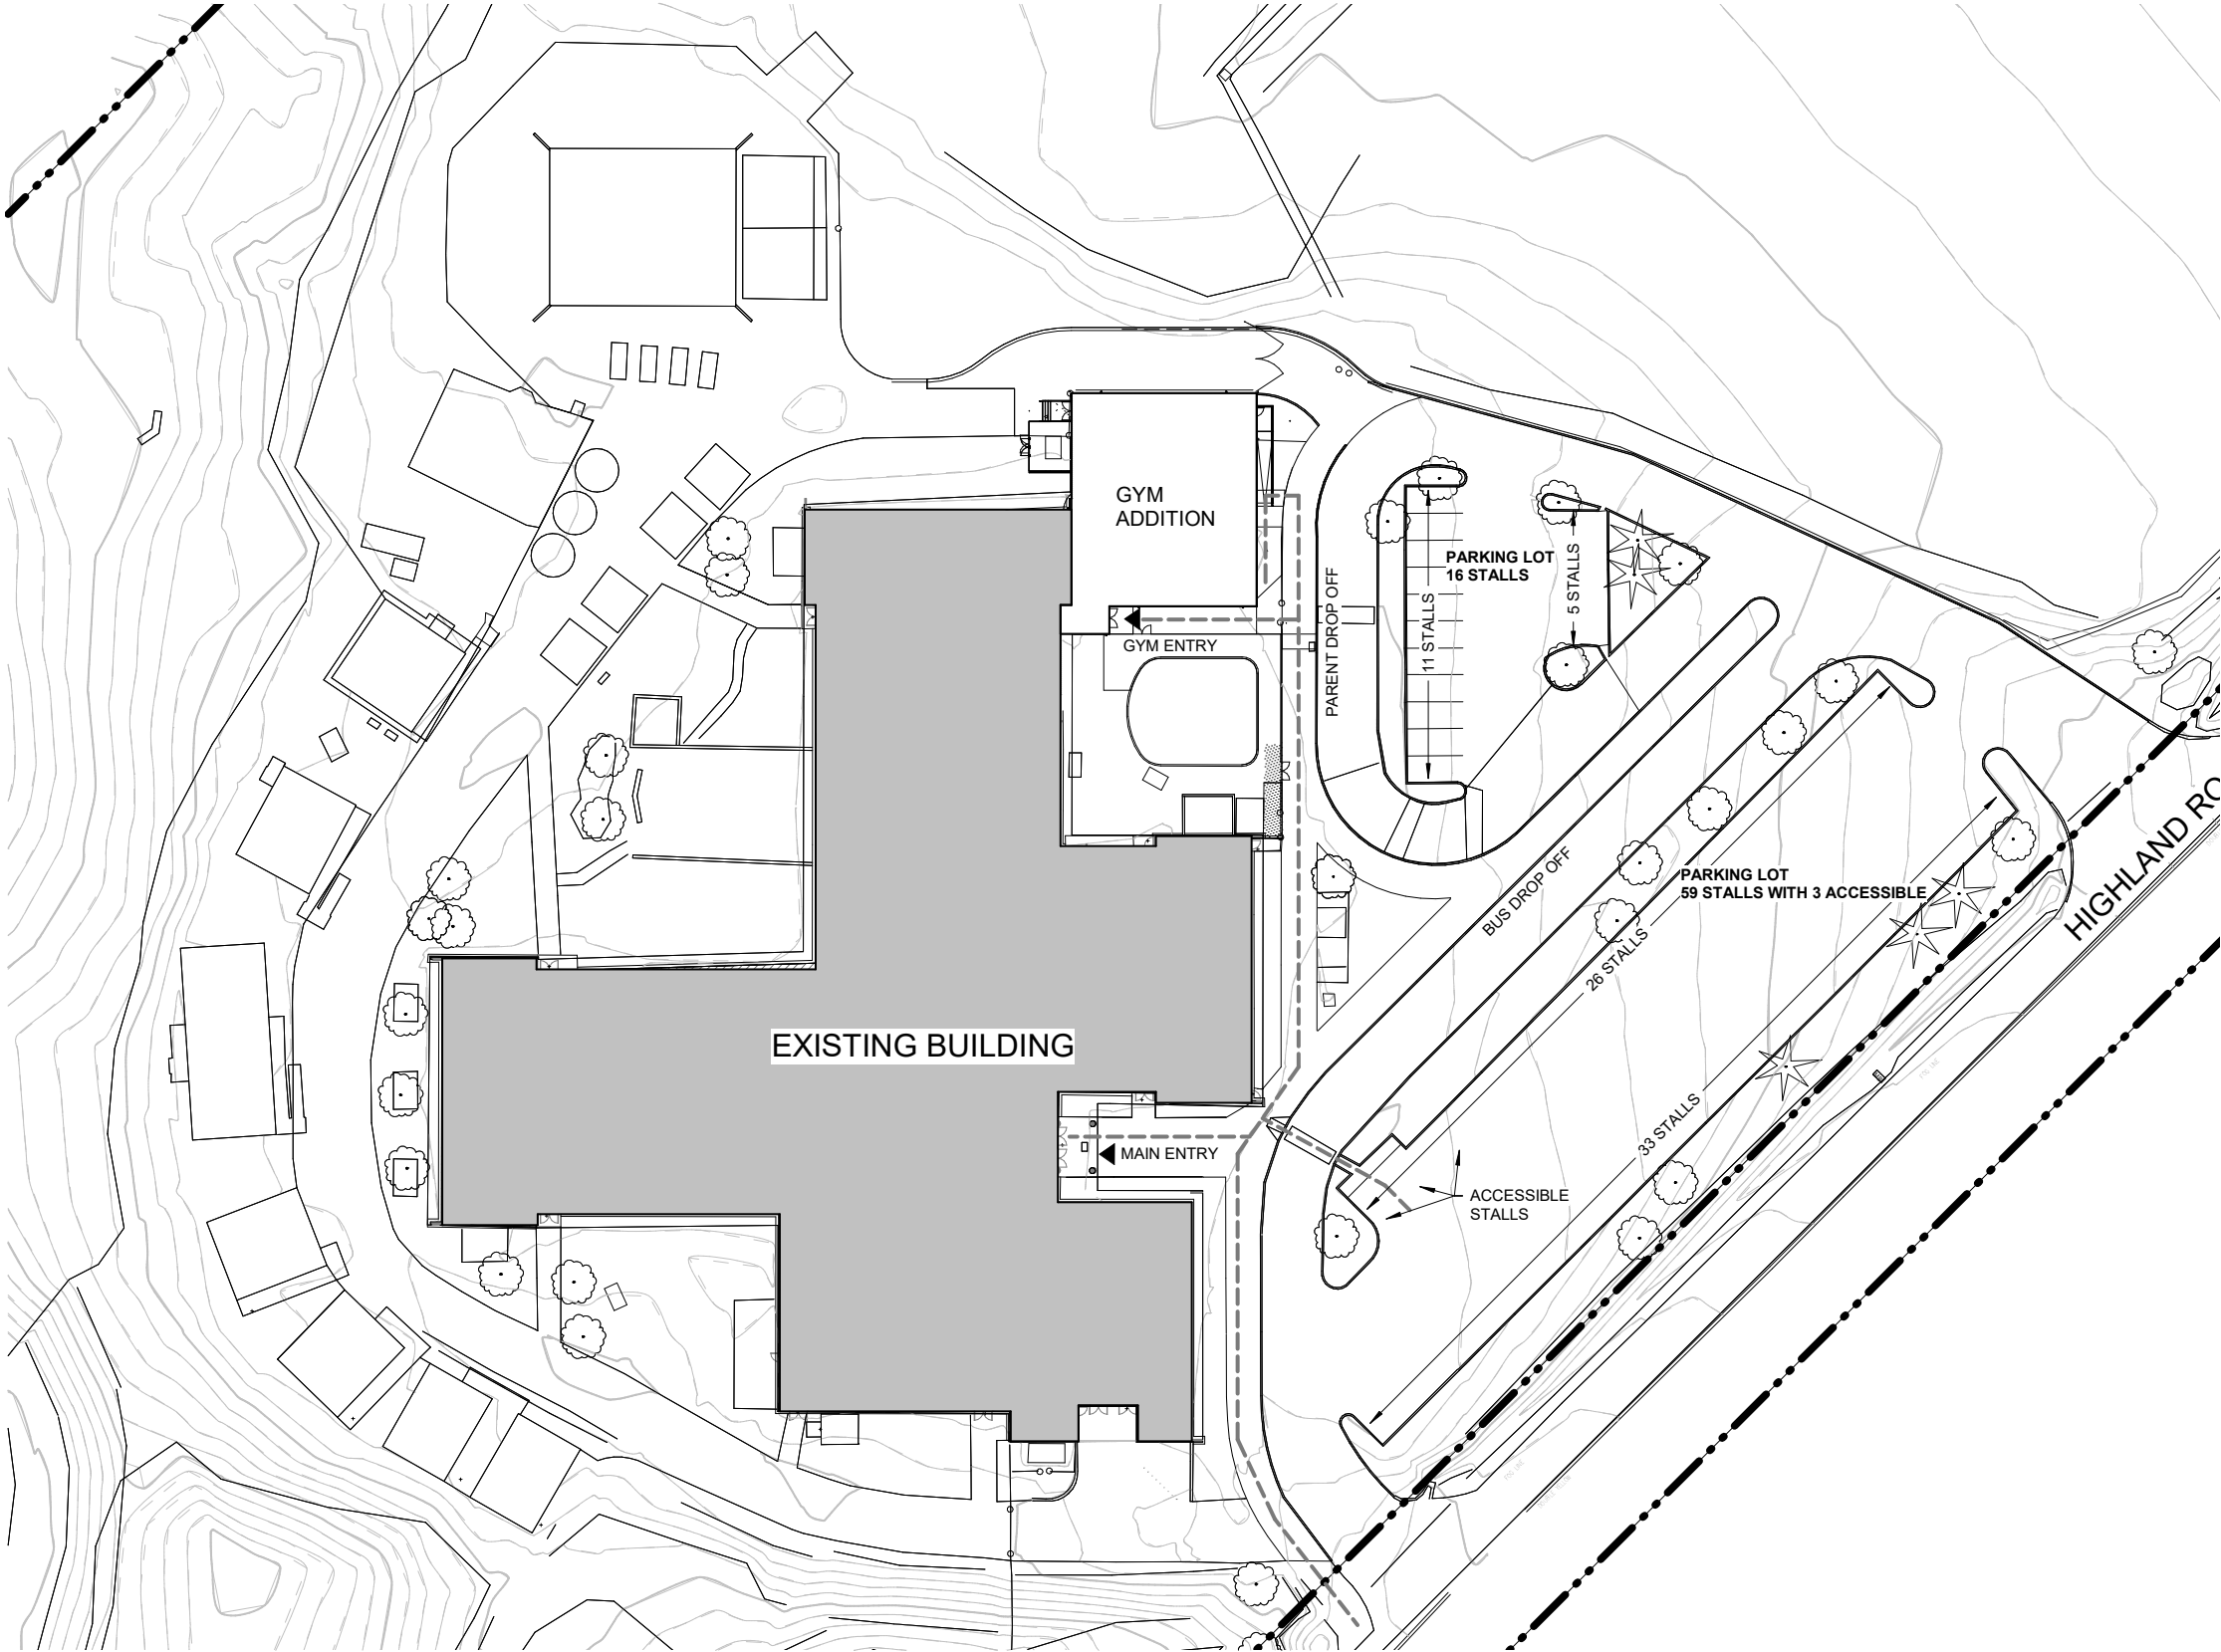 GYM
ADDITION
PARKING LOT
16 STALLS
5 STALLS
11 STALLS
PARENT DROP OFF
GYM ENTRY
HIGHLAND RO
BUS DROP OFF
PARKING LOT
59 STALLS WITH 3 ACCESSIBLE
26 STALLS
EXISTING BUILDING
33 STALLS
MAIN ENTRY
ACCESSIBLE
STALLS